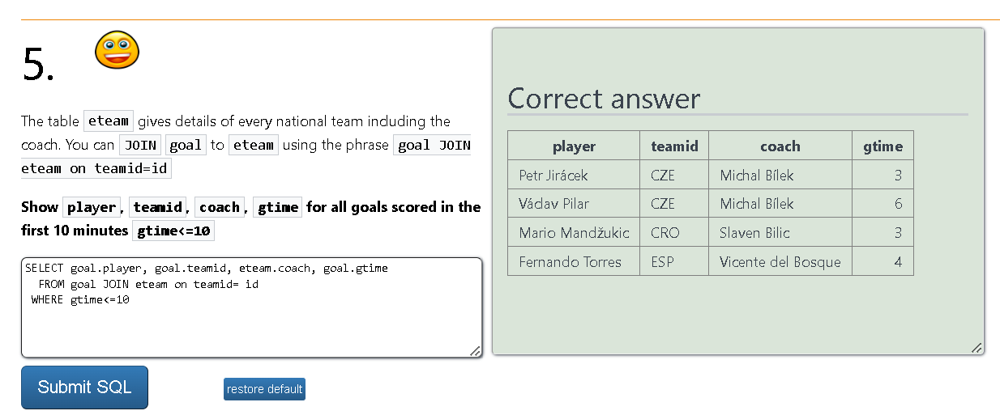 5.
The table eteam gives details of every national team including the
coach. You can JOIN goal to eteam using the phrase goal JOIN
eteam on teamid=id
Show player, teamid, coach, gtime for all goals scored in the
first 10 minutes gtime<=10
SELECT goal.player, goal.teamid, eteam.coach, goal.gtime
FROM goal JOIN eteam on teamid= id
WHERE gtime<=10
Submit SQL
restore default
Correct answer
player teamid coach gtime
Petr Jirácek CZE Michal Bílek 3
Václav Pilar CZE Michal Bílek 6
Mario Mandžukic CRO Slaven Bilic 3
Fernando Torres ESP Vicente del Bosque 4